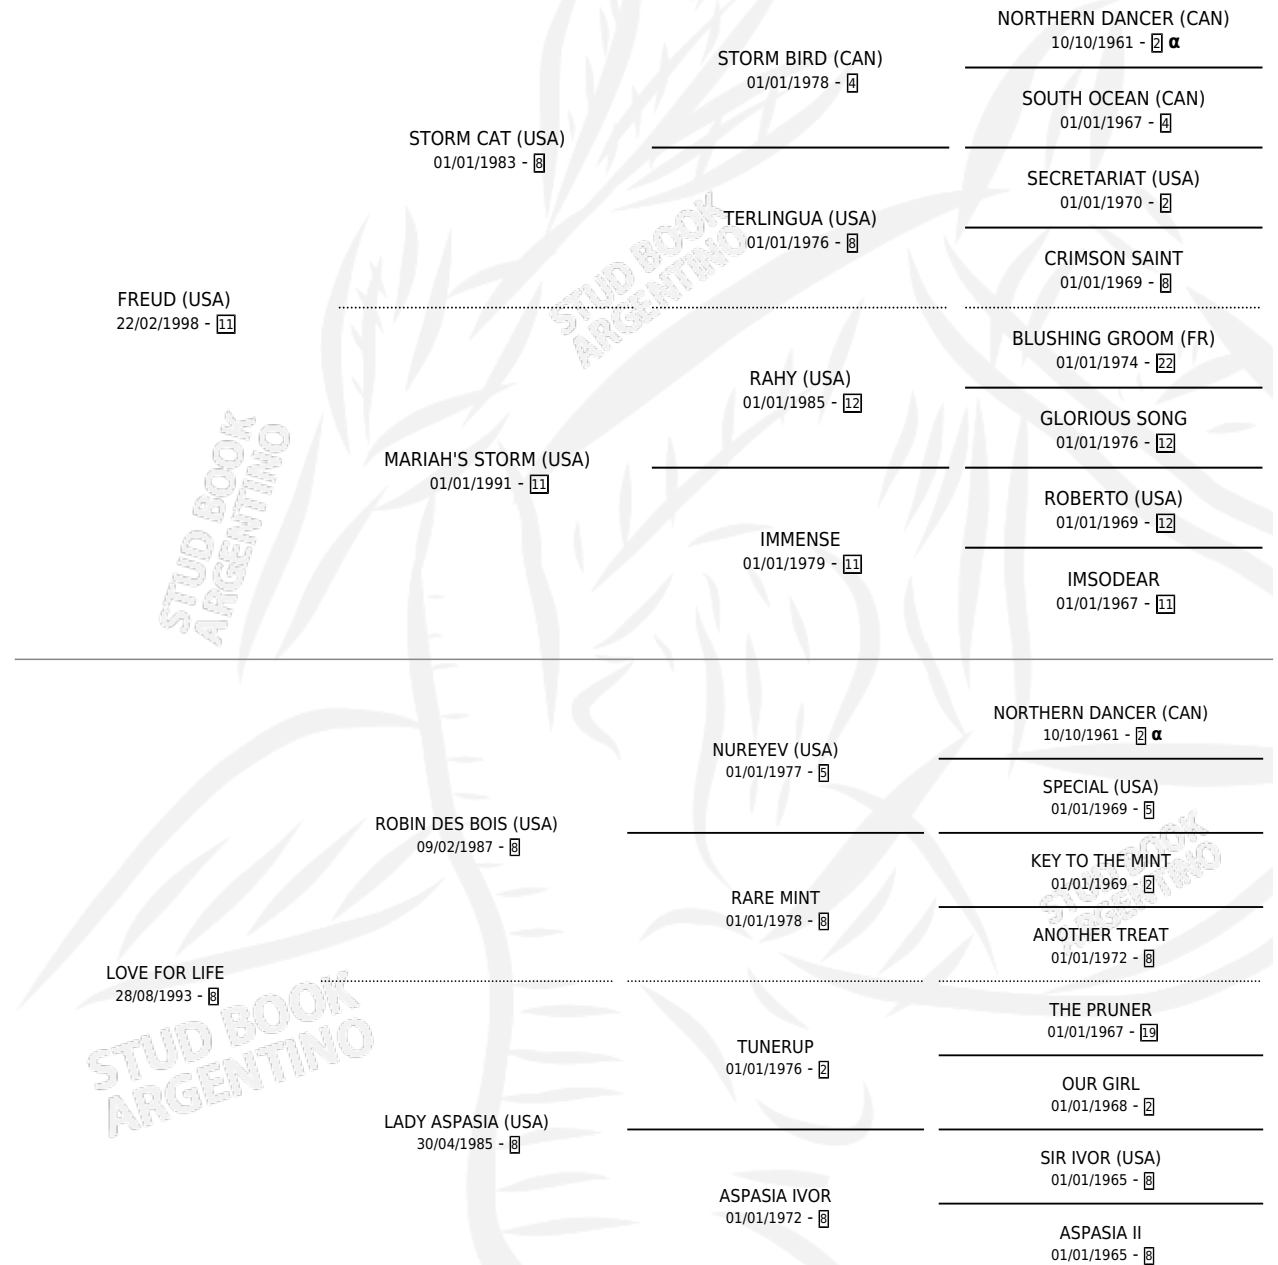 NORTHERN DANCER (CAN)
10/10/1961 - 2 α
STORM BIRD (CAN)
01/01/1978 - 4
SOUTH OCEAN (CAN)
01/01/1967 - 4
STORM CAT (USA)
01/01/1983 - 8
SECRETARIAT (USA)
01/01/1970 - 2
TERLINGUA (USA)
01/01/1976 - 8
CRIMSON SAINT
01/01/1969 - 8
FREUD (USA)
22/02/1998 - 11
BLUSHING GROOM (FR)
01/01/1974 - 22
RAHY (USA)
01/01/1985 - 12
GLORIOUS SONG
01/01/1976 - 12
MARIAH'S STORM (USA)
01/01/1991 - 11
ROBERTO (USA)
01/01/1969 - 12
IMMENSE
01/01/1979 - 11
IMSODEAR
01/01/1967 - 11
NORTHERN DANCER (CAN)
10/10/1961 - 2 α
NUREYEV (USA)
01/01/1977 - 5
SPECIAL (USA)
01/01/1969 - 5
ROBIN DES BOIS (USA)
09/02/1987 - 8
KEY TO THE MINT
01/01/1969 - 2
RARE MINT
01/01/1978 - 8
ANOTHER TREAT
01/01/1972 - 8
LOVE FOR LIFE
28/08/1993 - 8
THE PRUNER
01/01/1967 - 19
TUNERUP
01/01/1976 - 2
OUR GIRL
01/01/1968 - 2
LADY ASPASIA (USA)
30/04/1985 - 8
SIR IVOR (USA)
01/01/1965 - 8
ASPASIA IVOR
01/01/1972 - 8
ASPASIA II
01/01/1965 - 8
STUD BOOK
ARGENTINO
STUD BOOK
ARGENTINO
STUD BOOK
ARGENTINO
STUD BOOK
ARGENTINO